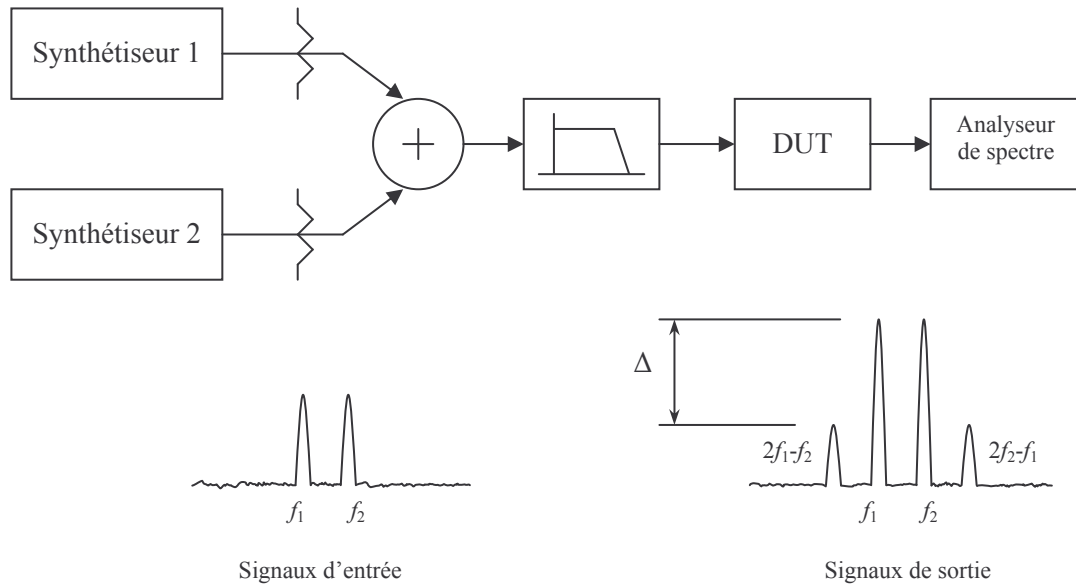 Synthétiseur 1
+
DUT
Analyseur
de spectre
Synthétiseur 2
Δ
2f₁-f₂
2f₂-f₁
f₁
f₂
f₁
f₂
Signaux d’entrée
Signaux de sortie